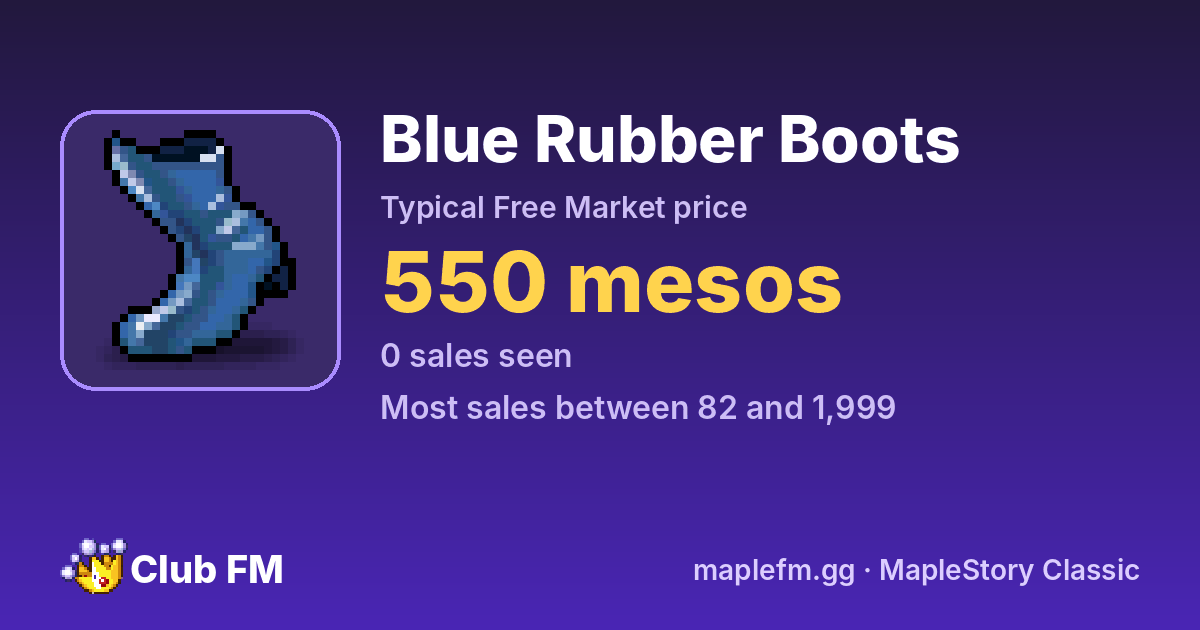 Blue Rubber Boots
Typical Free Market price
550 mesos
0 sales seen
Most sales between 82 and 1,999
Club FM
maplefm.gg · MapleStory Classic